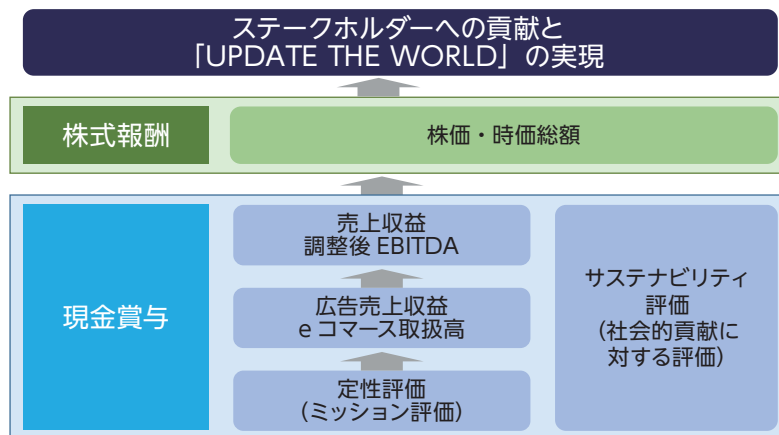 ステークホルダーへの貢献と
「UPDATE THE WORLD」の実現
株式報酬
株価・時価総額
現金賞与
売上収益
調整後 EBITDA
広告売上収益
e コマース取扱高
定性評価
（ミッション評価）
サステナビリティ
評価
（社会的貢献に
対する評価）